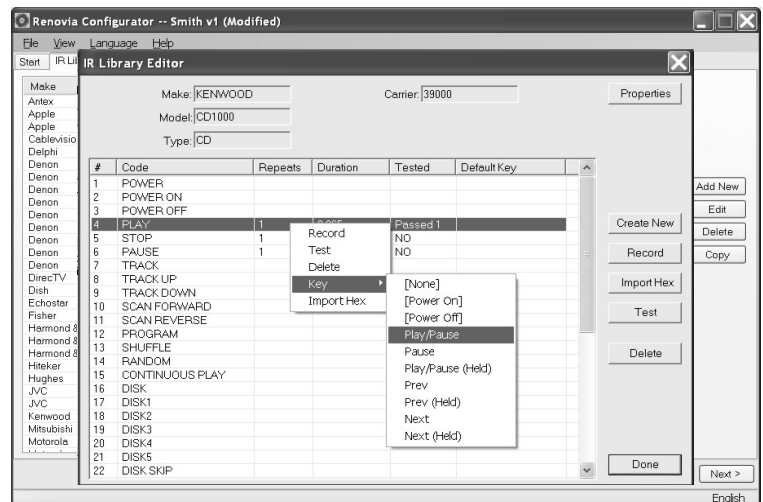 Renovia Configurator -- Smith v1 (Modified)
File View Language Help
Start IR Li
IR Library Editor
Make: KENWOOD Carrier: 39000 Properties
Model: CD1000
Type: CD
# Code Repeats Duration Tested Default Key
1 POWER
2 POWER ON
3 POWER OFF
4 PLAY 1 Passed 1
5 STOP 1 NO
6 PAUSE 1 NO
7 TRACK
8 TRACK UP
9 TRACK DOWN
10 SCAN FORWARD
11 SCAN REVERSE
12 PROGRAM
13 SHUFFLE
14 RANDOM
15 CONTINUOUS PLAY
16 DISK
17 DISK1
18 DISK2
19 DISK3
20 DISK4
21 DISK5
22 DISK SKIP
Record
Test
Delete
Key
Import Hex
[None]
[Power On]
[Power Off]
Play/Pause
Pause
Play/Pause (Held)
Prev
Prev (Held)
Next
Next (Held)
Create New
Record
Import Hex
Test
Delete
Done
Make
Antex
Apple
Apple
Cablevisio
Delphi
Denon
Denon
Denon
Denon
Denon
Denon
Denon
Denon
Denon
DirecTV
Dish
Echostar
Fisher
Harmond &
Harmond &
Harmond &
Hiteker
Hughes
JVC
JVC
Kenwood
Mitsubishi
Motorola
Add New
Edit
Delete
Copy
Next >
English